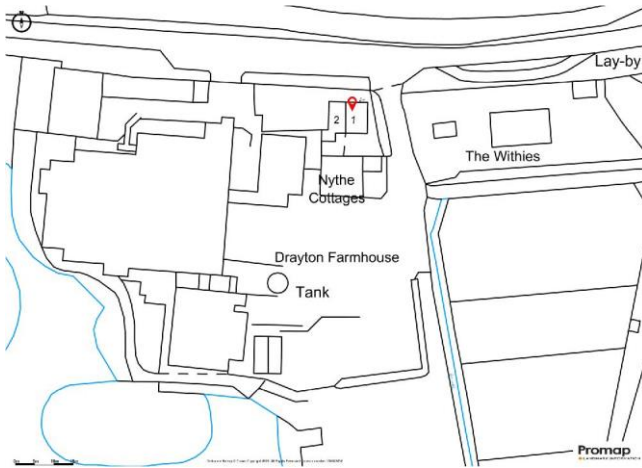 Lay-by
2 1
The Withies
Nythe
Cottages
Drayton Farmhouse
Tank
Promap